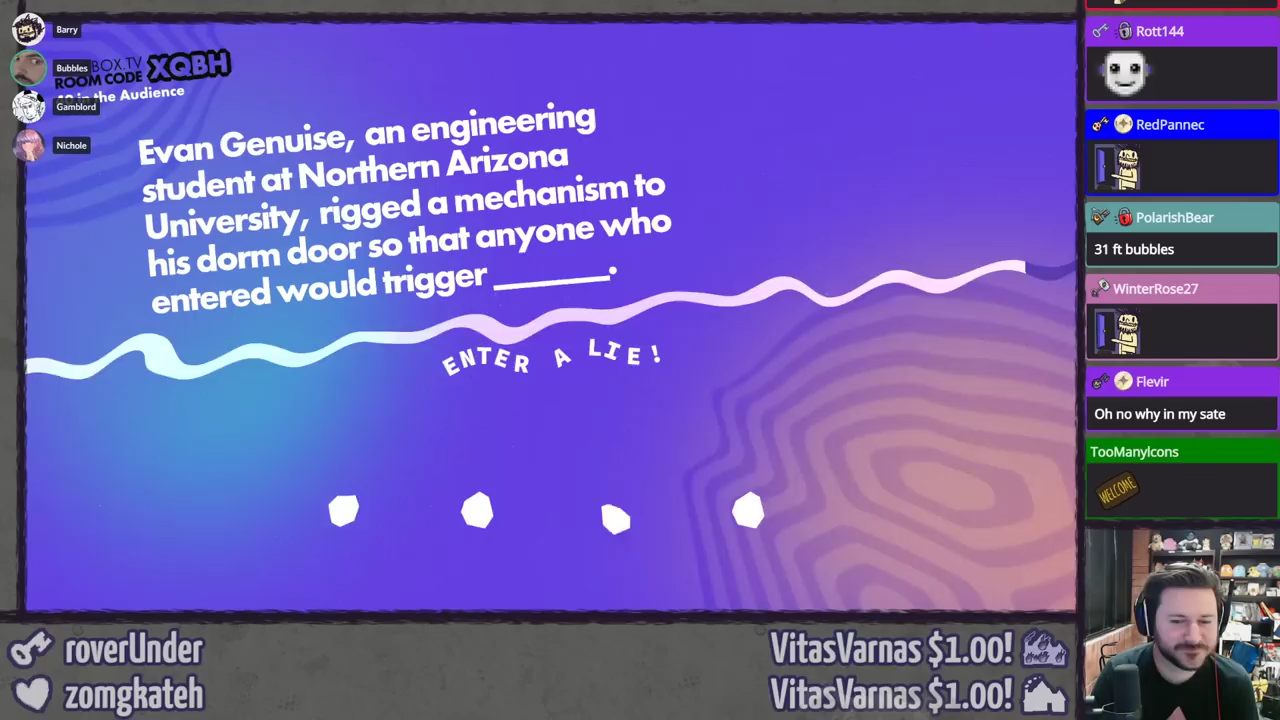 Barry
Bubbles
BOX.TV
ROOM CODE XQBH
in the Audience
Gamblord
Nichole
Evan Genuise, an engineering
student at Northern Arizona
University, rigged a mechanism to
his dorm door so that anyone who
entered would trigger ________.
ENTER A LIE!
Rott144
RedPannec
PolarishBear
31 ft bubbles
WinterRose27
Flevir
Oh no why in my sate
TooManyIcons
WELCOME
roverUnder
zomgkateh
VitasVarnas $1.00!
VitasVarnas $1.00!